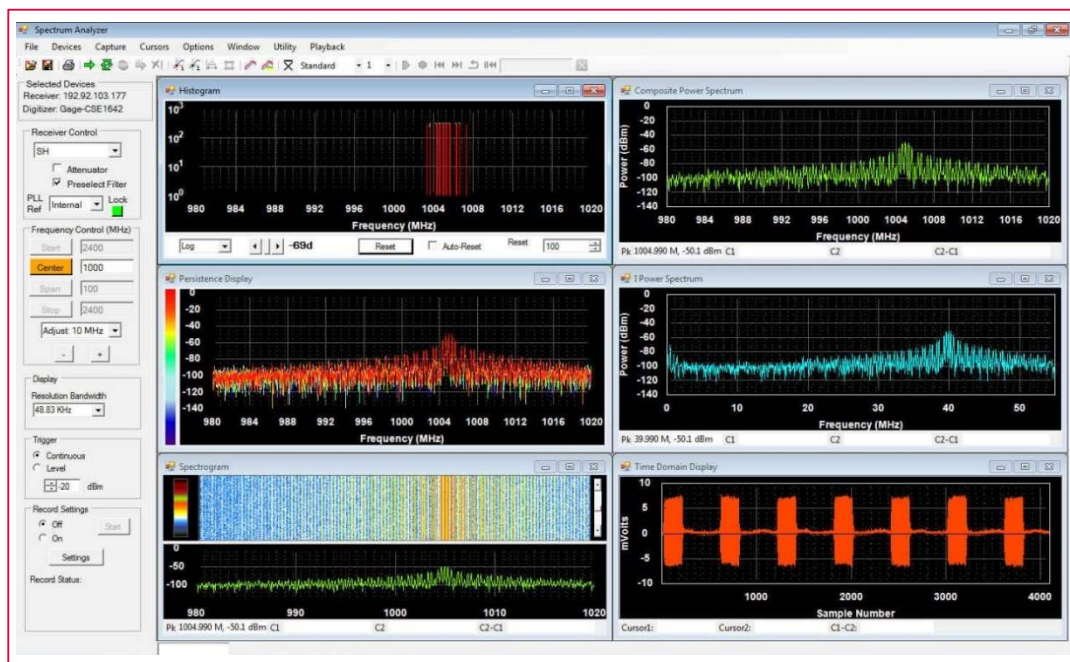 Spectrum Analyzer
File Devices Capture Cursors Options Window Utility Playback
Standard 1
Selected Devices
Receiver: 192.92.103.177
Digitizer: Gage-CSE1642
Receiver Control
SH
Attenuator
Preselect Filter
PLL Ref Internal Lock
Frequency Control (MHz)
Start 2400
Center 1000
Span 100
Stop 2400
Adjust: 10 MHz
- +
Display
Resolution Bandwidth
48.83 KHz
Trigger
Continuous
Level
-20 dBm
Record Settings
Off Start
On
Settings
Record Status:
Histogram
10^3
10^2
10^1
10^0
980 984 988 992 996 1000 1004 1008 1012 1016 1020
Frequency (MHz)
Log -69d Reset Auto-Reset Reset 100
Composite Power Spectrum
Power (dBm)
0
-20
-40
-60
-80
-100
-120
-140
980 984 988 992 996 1000 1004 1008 1012 1016 1020
Frequency (MHz)
Pk 1004.990 M, -50.1 dBm C1 C2 C2-C1
Persistence Display
0
-20
-40
-60
-80
-100
-120
-140
980 984 988 992 996 1000 1004 1008 1012 1016 1020
Frequency (MHz)
I Power Spectrum
Power (dBm)
0
-20
-40
-60
-80
-100
-120
-140
0 10 20 30 40 50
Frequency (MHz)
Pk 39.990 M, -50.1 dBm C1 C2 C2-C1
Spectrogram
0
-50
-100
980 990 1000 1010 1020
Pk 1004.990 M, -50.1 dBm C1 C2 C2-C1
Time Domain Display
mVolts
10
5
0
-5
-10
1000 2000 3000 4000
Sample Number
Cursor1: Cursor2: C1-C2: